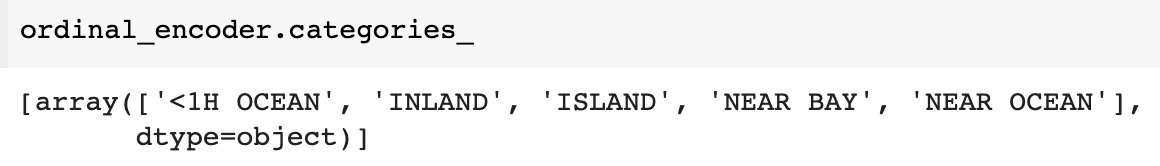 ordinal_encoder.categories_
[array(['<1H OCEAN', 'INLAND', 'ISLAND', 'NEAR BAY', 'NEAR OCEAN'],
dtype=object)]